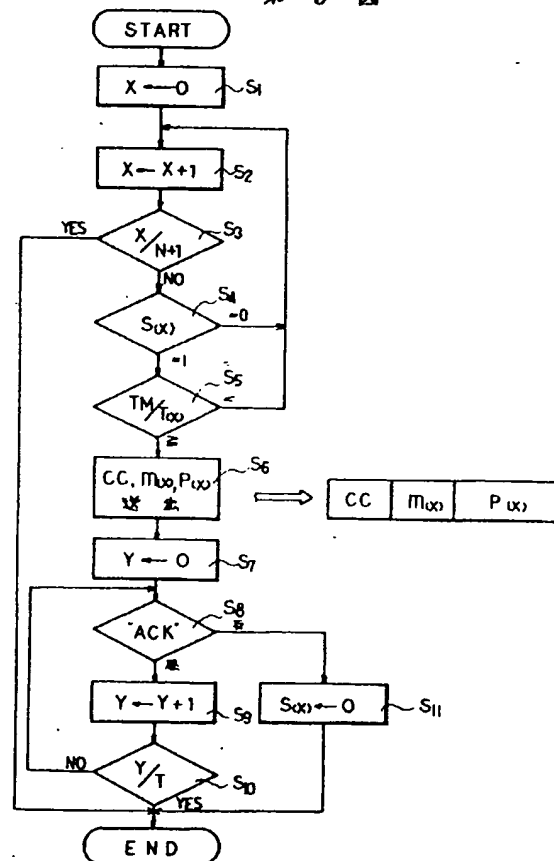 START
X ← 0
S1
X ← X+1
S2
YES
X/N+1
S3
NO
S4
S(X)
=0
=1
S5
TM/T(X)
<
≧
CC, m(X), P(X)
S6
CC m(X) P(X)
Y ← 0
S7
S8
"ACK"
Y ← Y+1
S9
S(X) ← 0
S11
NO
Y/T
S10
YES
END